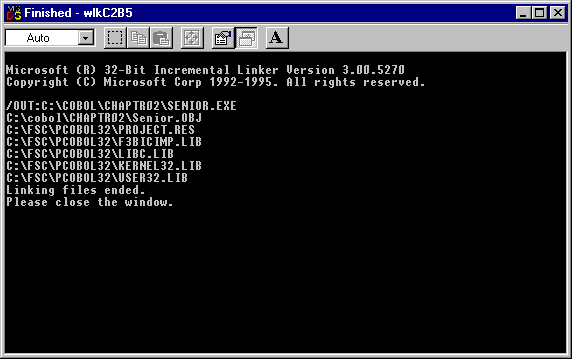 Finished - wlkC2B5
Auto
A
Microsoft (R) 32-Bit Incremental Linker Version 3.00.5270
Copyright (C) Microsoft Corp 1992-1995. All rights reserved.
/OUT:C:\COBOL\CHAPTR02\SENIOR.EXE
C:\cobol\CHAPTR02\Senior.OBJ
C:\FSC\PCOBOL32\PROJECT.RES
C:\FSC\PCOBOL32\F3BICIMP.LIB
C:\FSC\PCOBOL32\LIBC.LIB
C:\FSC\PCOBOL32\KERNEL32.LIB
C:\FSC\PCOBOL32\USER32.LIB
Linking files ended.
Please close the window.